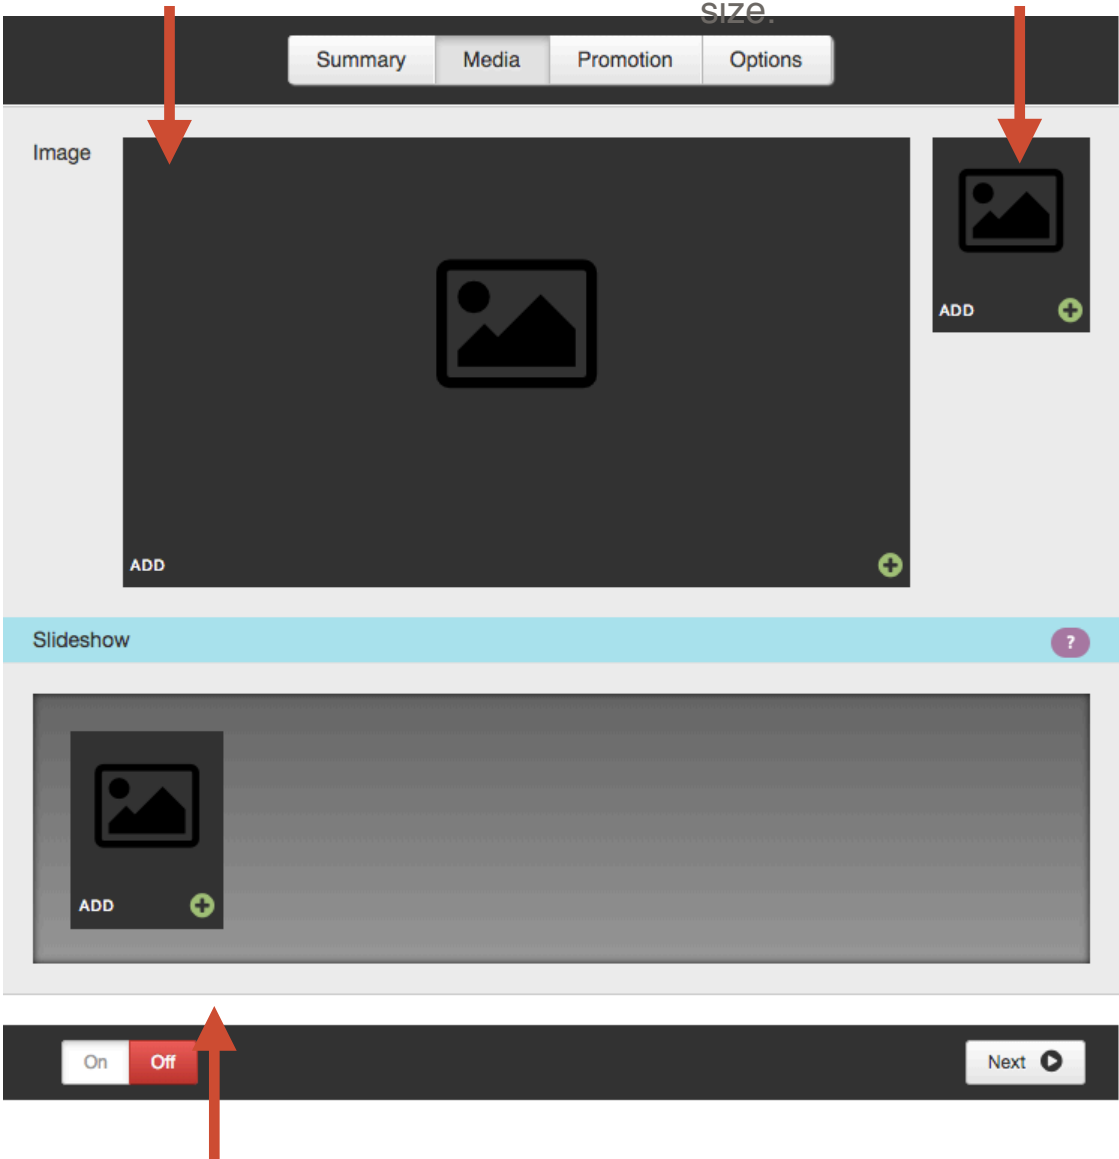 size.
Summary Media Promotion Options
Image
ADD
ADD
Slideshow ?
ADD
On Off Next